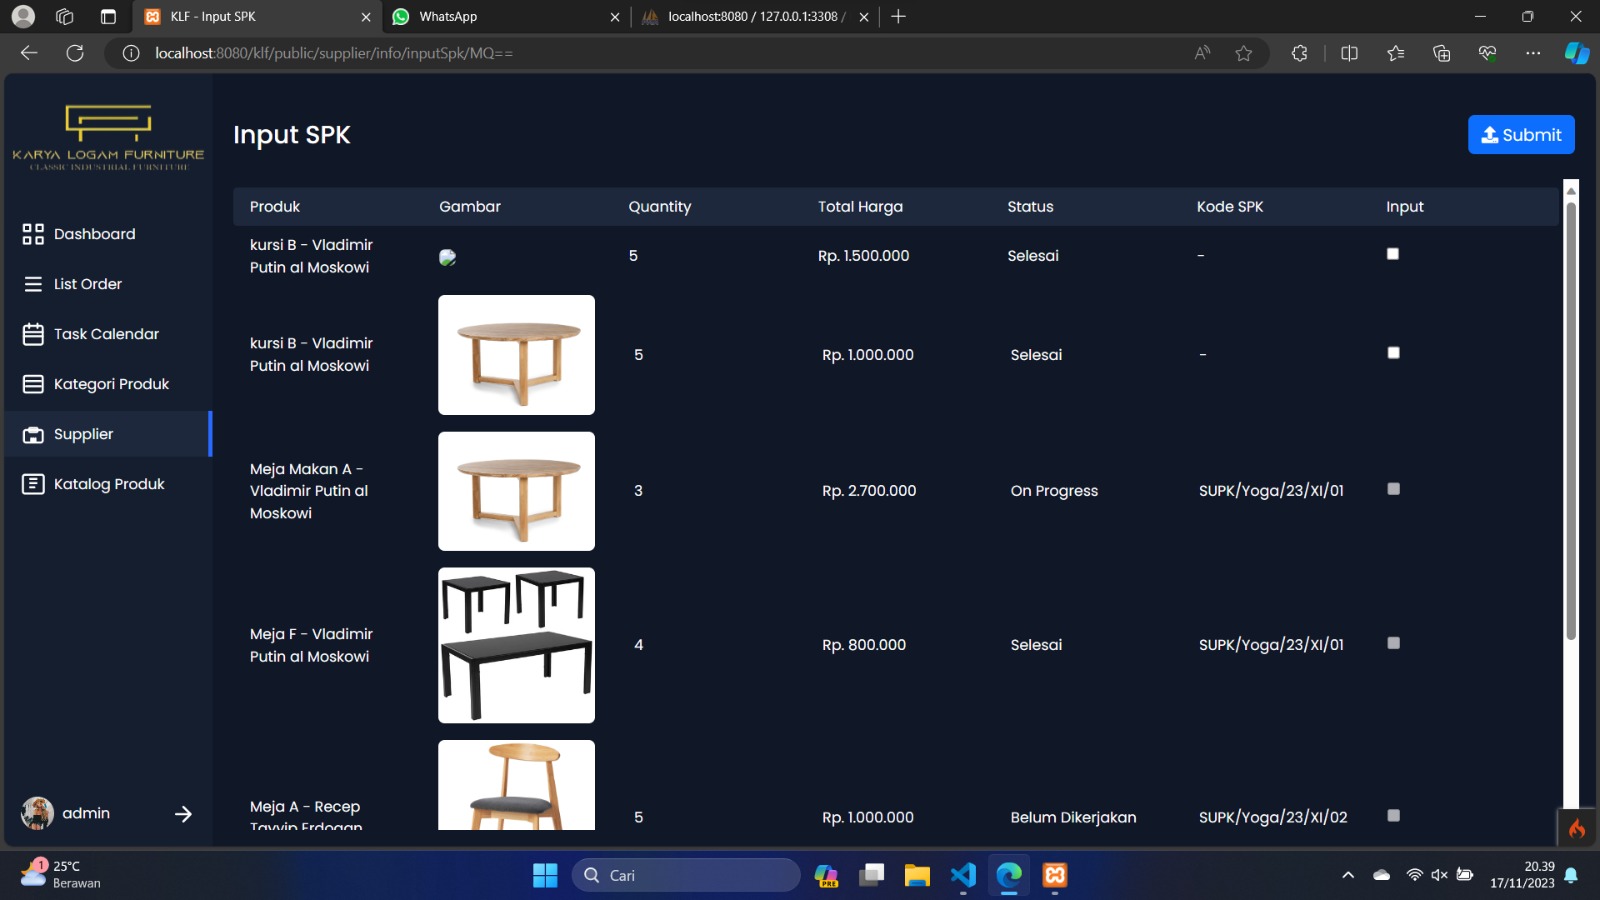 KLF - Input SPK
WhatsApp
localhost:8080 / 127.0.0.1:3308 /
localhost:8080/klf/public/supplier/info/inputSpk/MQ==
KARYA LOGAM FURNITURE
CLASSIC INDUSTRIAL FURNITURE
Input SPK
Submit
Dashboard
List Order
Task Calendar
Kategori Produk
Supplier
Katalog Produk
admin
Produk Gambar Quantity Total Harga Status Kode SPK Input
kursi B - Vladimir
Putin al Moskowi
5 Rp. 1.500.000 Selesai -
kursi B - Vladimir
Putin al Moskowi
5 Rp. 1.000.000 Selesai -
Meja Makan A -
Vladimir Putin al
Moskowi
3 Rp. 2.700.000 On Progress SUPK/Yoga/23/XI/01
Meja F - Vladimir
Putin al Moskowi
4 Rp. 800.000 Selesai SUPK/Yoga/23/XI/01
Meja A - Recep
Tayyip Erdogan
5 Rp. 1.000.000 Belum Dikerjakan SUPK/Yoga/23/XI/02
1
25°C
Berawan
Cari
PRE
20.39
17/11/2023